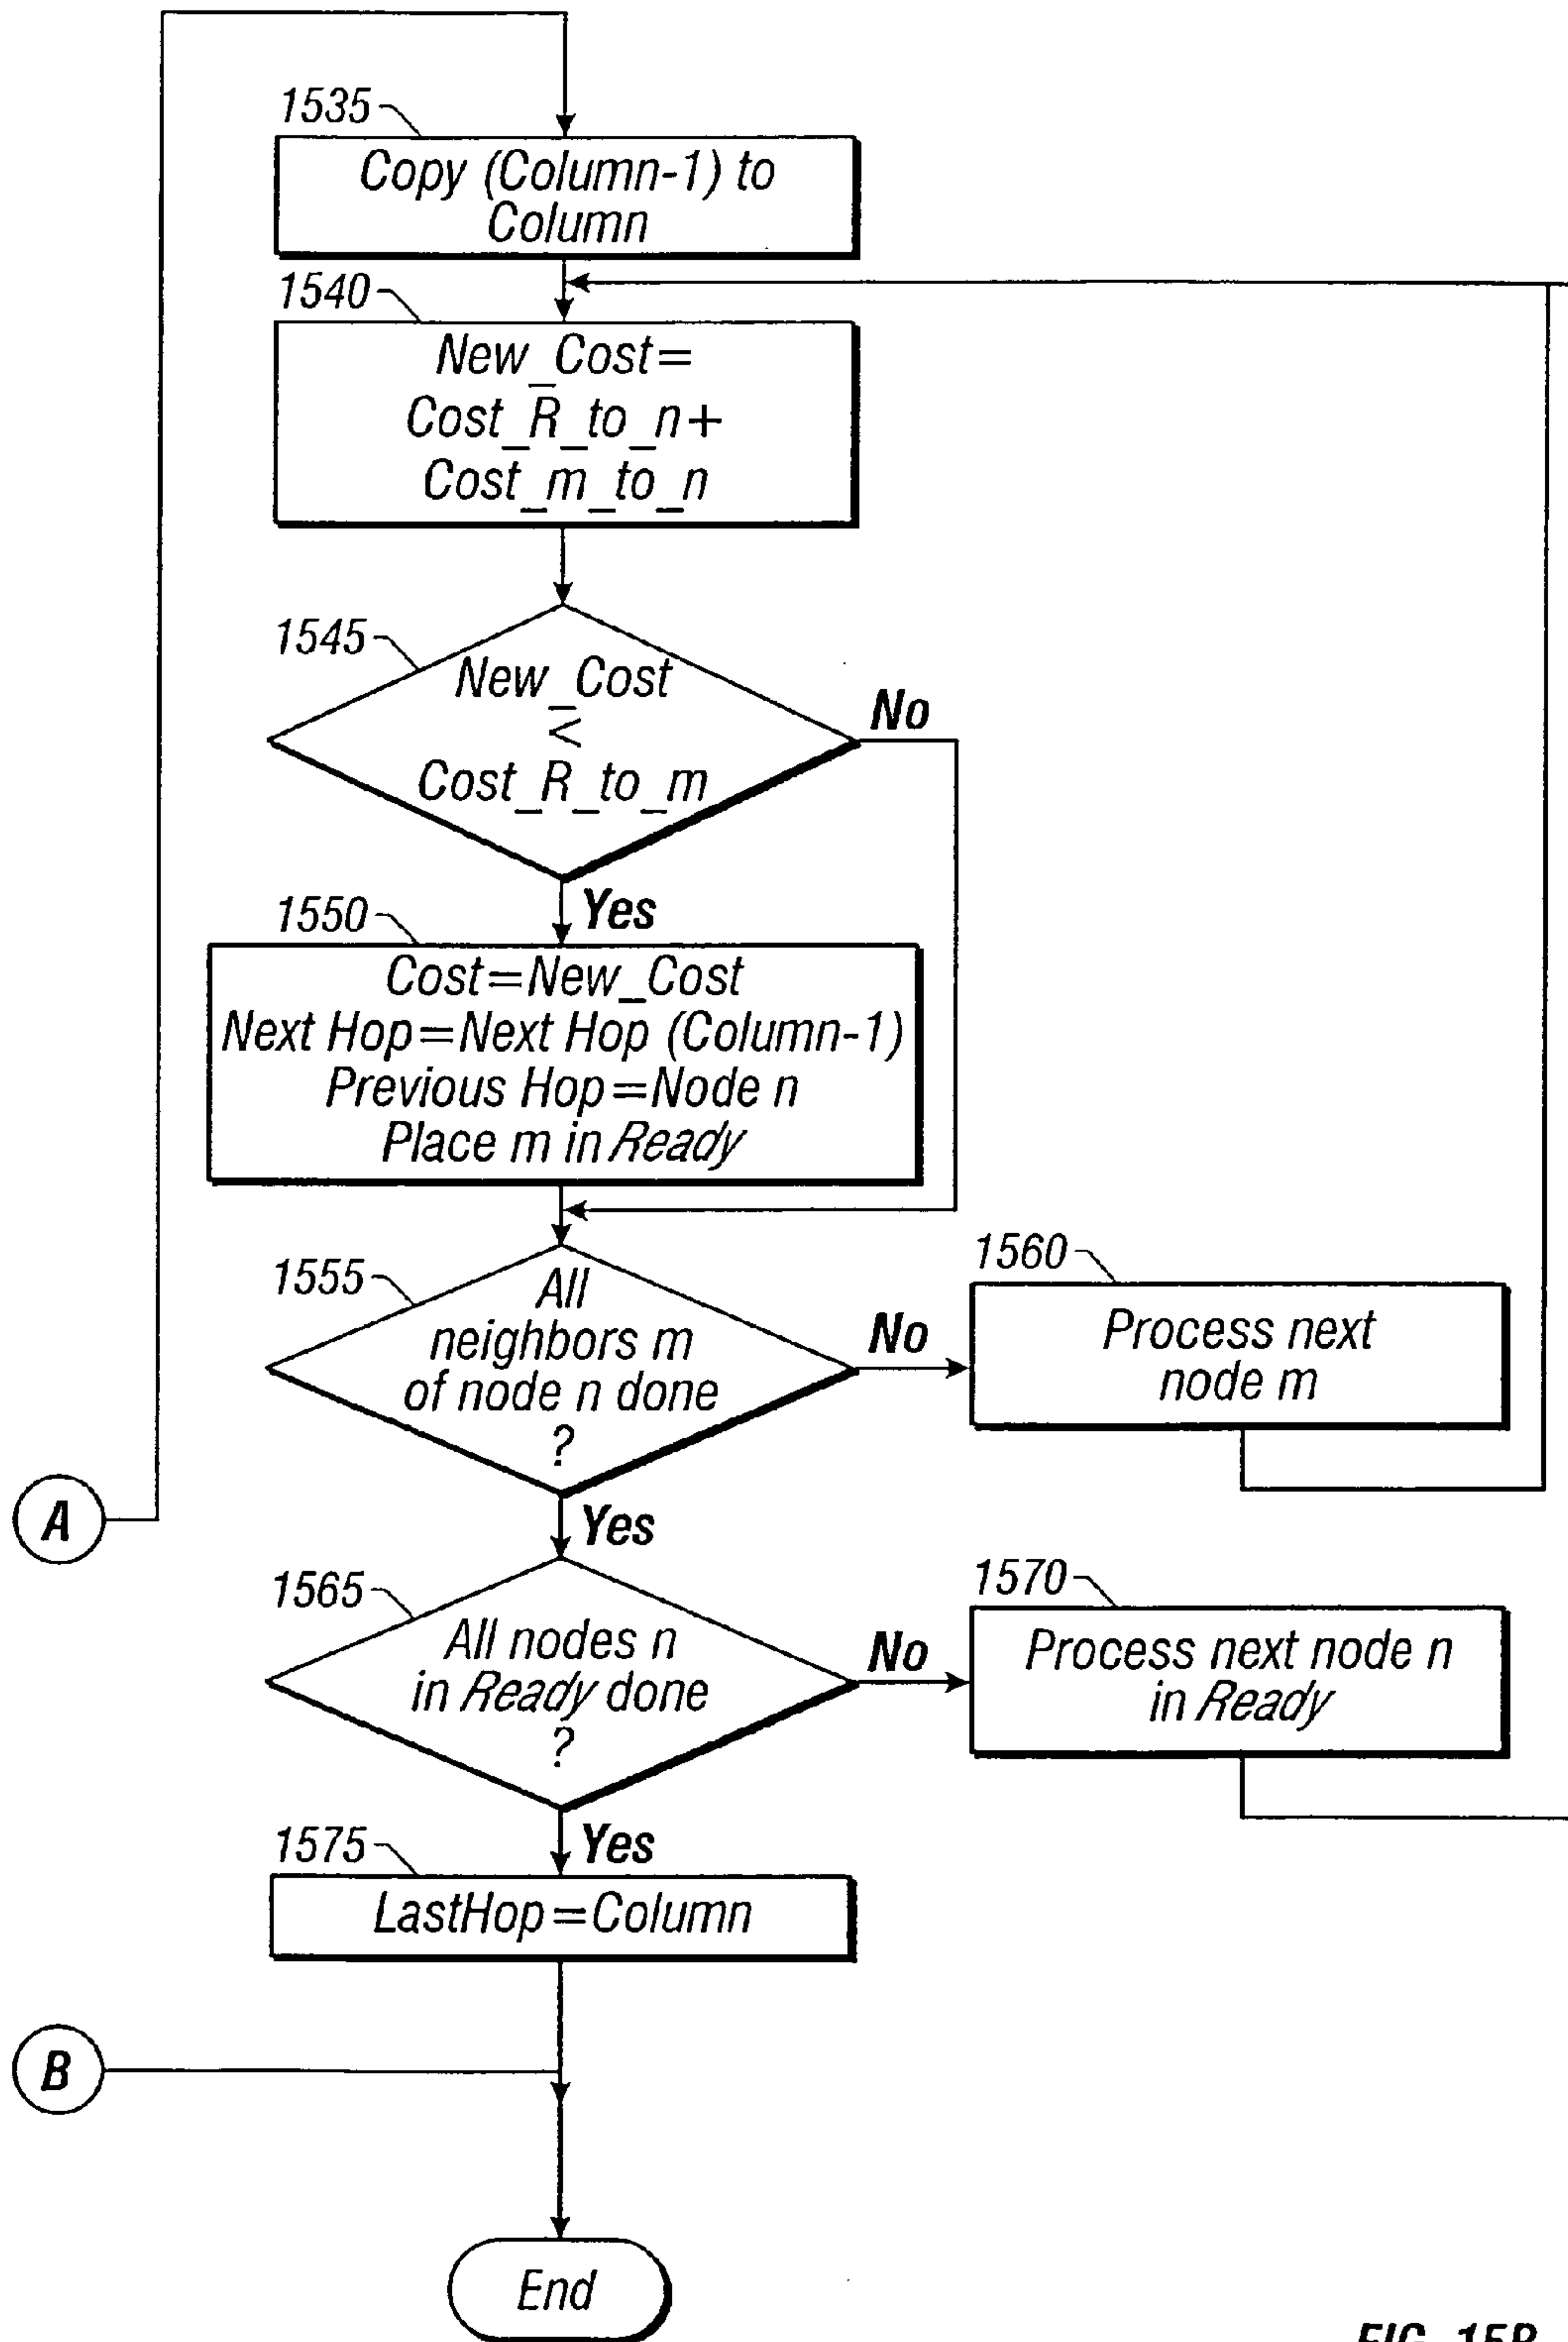 1535
Copy (Column-1) to
Column
1540
New_Cost=
Cost_R_to_n+
Cost_m_to_n
1545
New_Cost
<
Cost_R_to_m
No
Yes
1550
Cost=New_Cost
Next Hop=Next Hop (Column-1)
Previous Hop=Node n
Place m in Ready
1555
All
neighbors m
of node n done
?
No
1560
Process next
node m
A
Yes
1565
All nodes n
in Ready done
?
No
1570
Process next node n
in Ready
Yes
1575
LastHop=Column
B
End
FIG. 15B